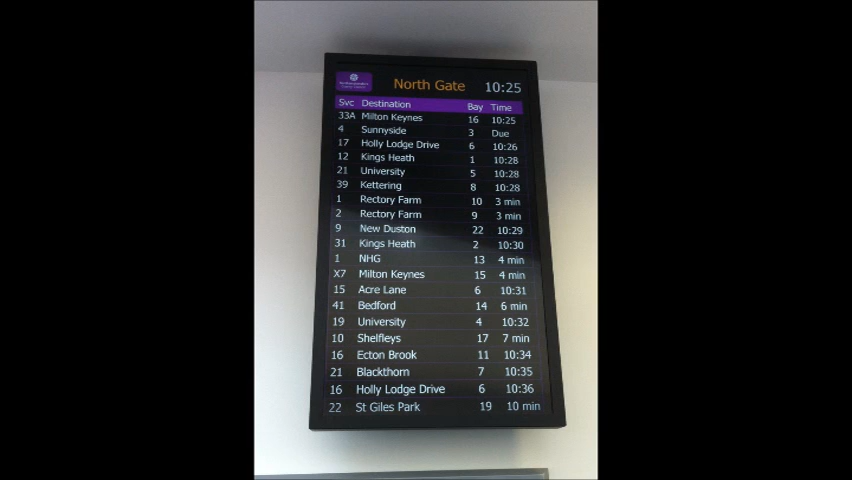 North Gate 10:25
Svc Destination Bay Time
33A Milton Keynes 16 10:25
4 Sunnyside 3 Due
17 Holly Lodge Drive 6 10:26
12 Kings Heath 1 10:28
21 University 5 10:28
39 Kettering 8 10:28
1 Rectory Farm 10 3 min
2 Rectory Farm 9 3 min
9 New Duston 22 10:29
31 Kings Heath 2 10:30
1 NHG 13 4 min
X7 Milton Keynes 15 4 min
15 Acre Lane 6 10:31
41 Bedford 14 6 min
19 University 4 10:32
10 Shelfleys 17 7 min
16 Ecton Brook 11 10:34
21 Blackthorn 7 10:35
16 Holly Lodge Drive 6 10:36
22 St Giles Park 19 10 min